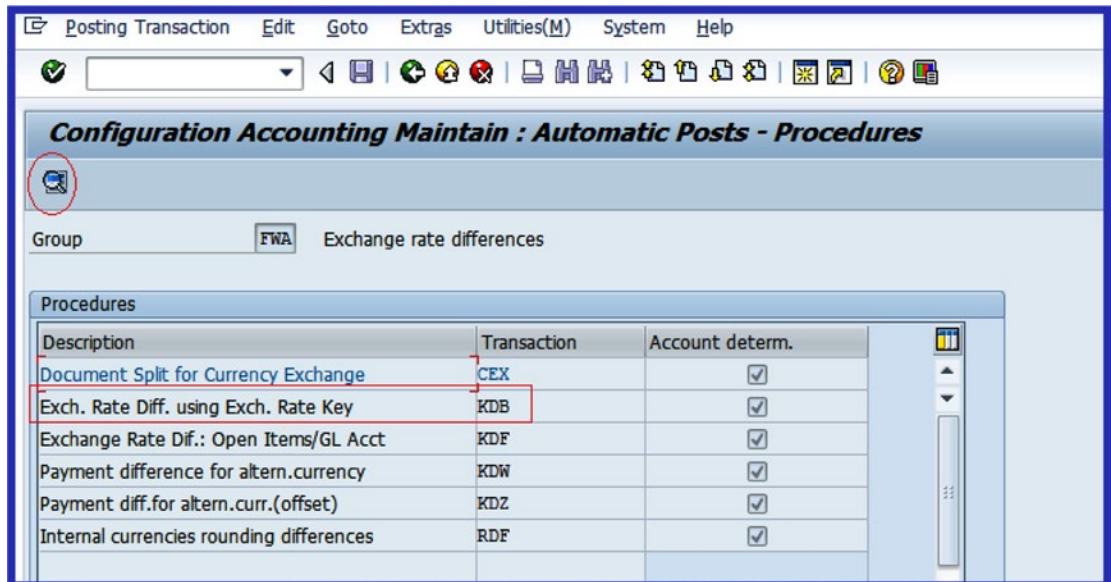 Posting Transaction Edit Goto Extras Utilities(M) System Help
Configuration Accounting Maintain : Automatic Posts - Procedures
Group FWA Exchange rate differences
Procedures
Description Transaction Account determ.
Document Split for Currency Exchange CEX
Exch. Rate Diff. using Exch. Rate Key KDB
Exchange Rate Dif.: Open Items/GL Acct KDF
Payment difference for altern.currency KDW
Payment diff.for altern.curr.(offset) KDZ
Internal currencies rounding differences RDF